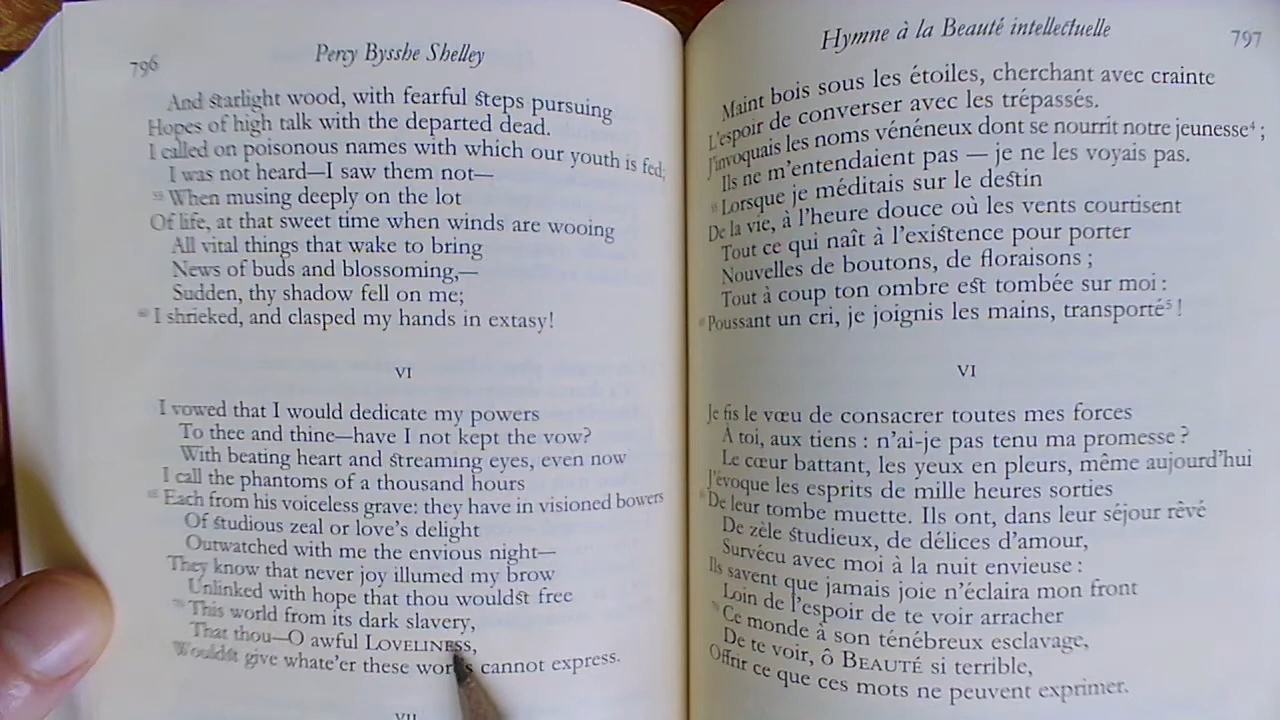 796
Percy Bysshe Shelley
And starlight wood, with fearful steps pursuing
Hopes of high talk with the departed dead.
I called on poisonous names with which our youth is fed;
I was not heard—I saw them not—
55 When musing deeply on the lot
Of life, at that sweet time when winds are wooing
All vital things that wake to bring
News of buds and blossoming,—
Sudden, thy shadow fell on me;
60 I shrieked, and clasped my hands in extasy!
VI
I vowed that I would dedicate my powers
To thee and thine—have I not kept the vow?
With beating heart and streaming eyes, even now
I call the phantoms of a thousand hours
65 Each from his voiceless grave: they have in visioned bowers
Of studious zeal or love's delight
Outwatched with me the envious night—
They know that never joy illumed my brow
Unlinked with hope that thou wouldst free
70 This world from its dark slavery,
That thou—O awful LOVELINESS,
Wouldst give whate'er these words cannot express.
VII
Hymne à la Beauté intellectuelle
797
Maint bois sous les étoiles, cherchant avec crainte
L'espoir de converser avec les trépassés.
J'invoquais les noms vénéneux dont se nourrit notre jeunesse⁴ ;
Ils ne m'entendaient pas — je ne les voyais pas.
Lorsque je méditais sur le destin
De la vie, à l'heure douce où les vents courtisent
Tout ce qui naît à l'existence pour porter
Nouvelles de boutons, de floraisons ;
Tout à coup ton ombre est tombée sur moi :
Poussant un cri, je joignis les mains, transporté⁵ !
VI
Je fis le vœu de consacrer toutes mes forces
À toi, aux tiens : n'ai-je pas tenu ma promesse ?
Le cœur battant, les yeux en pleurs, même aujourd'hui
J'évoque les esprits de mille heures sorties
De leur tombe muette. Ils ont, dans leur séjour rêvé
De zèle studieux, de délices d'amour,
Survécu avec moi à la nuit envieuse :
Ils savent que jamais joie n'éclaira mon front
Loin de l'espoir de te voir arracher
Ce monde à son ténébreux esclavage,
De te voir, ô BEAUTÉ si terrible,
Offrir ce que ces mots ne peuvent exprimer.